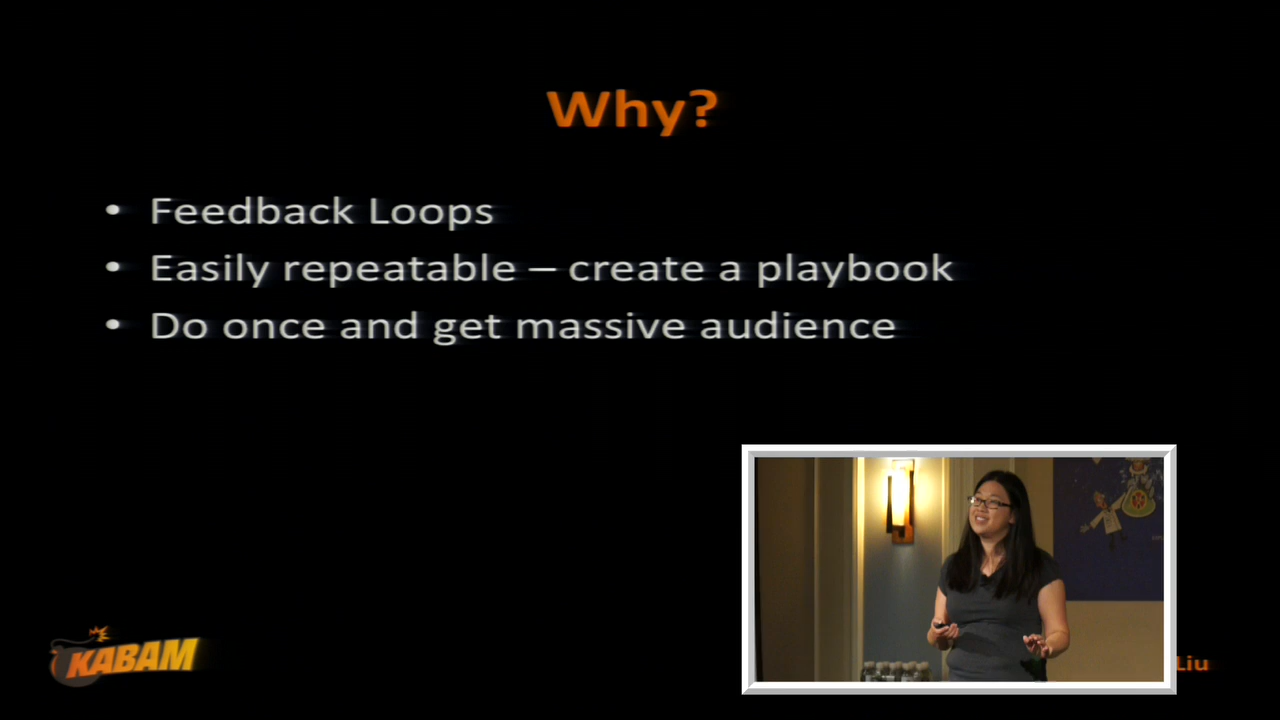 Why?
• Feedback Loops
• Easily repeatable – create a playbook
• Do once and get massive audience
KABAM
Liu